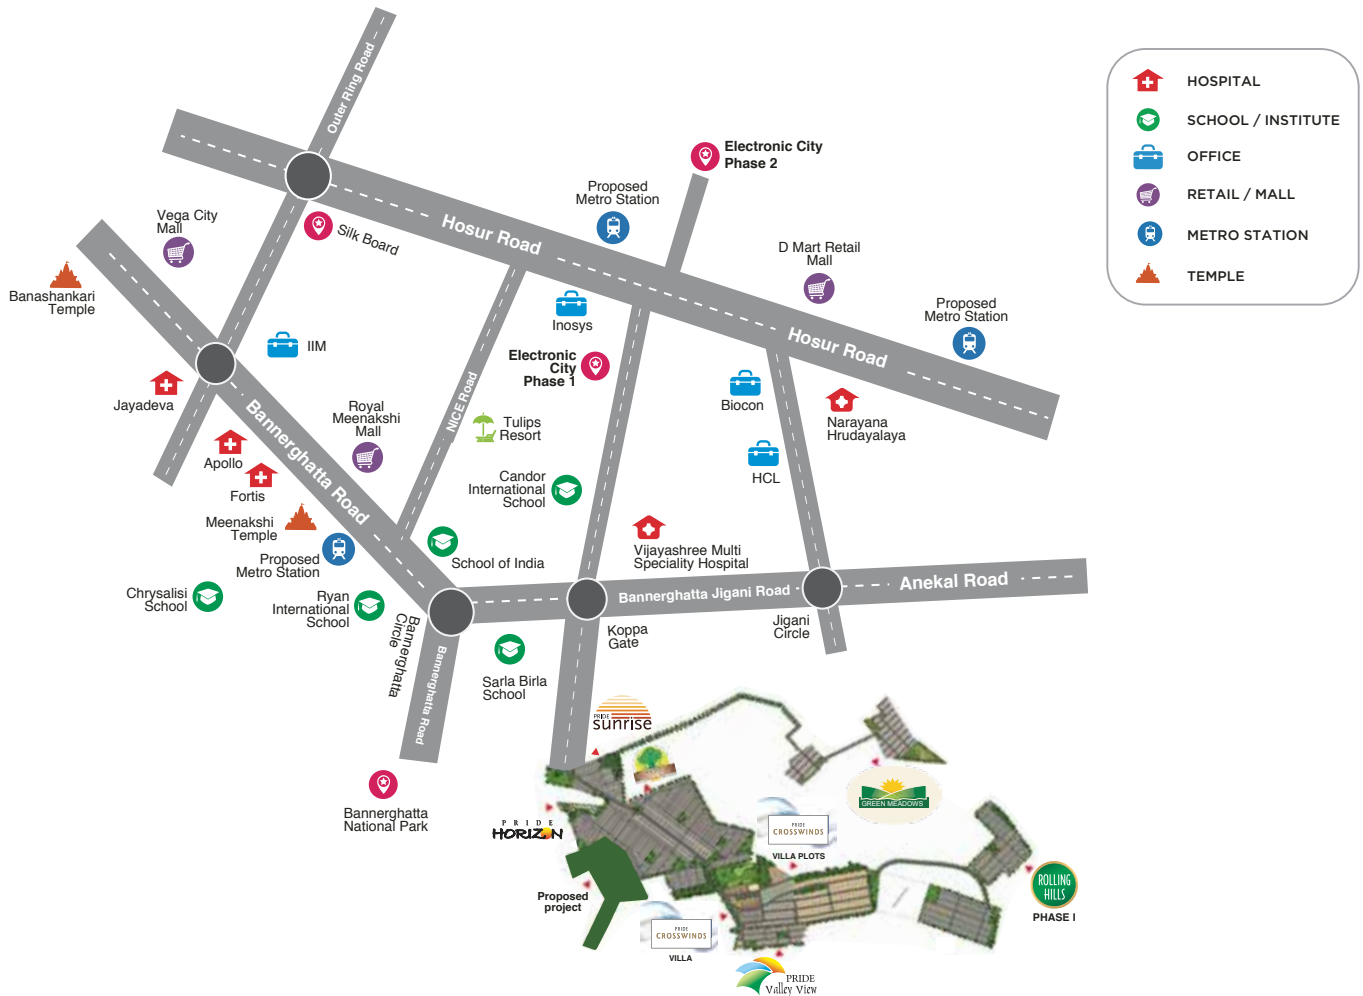 Outer Ring Road
HOSPITAL
SCHOOL / INSTITUTE
OFFICE
RETAIL / MALL
METRO STATION
TEMPLE
Electronic City
Phase 2
Proposed
Metro Station
Vega City
Mall
Silk Board
Hosur Road
D Mart Retail
Mall
Banashankari
Temple
Proposed
Metro Station
Inosys
Hosur Road
IIM
Electronic
City
Phase 1
Jayadeva
Biocon
Narayana
Hrudayalaya
Royal
Meenakshi
Mall
NICE Road
Tulips
Resort
Bannerghatta Road
Apollo
Fortis
HCL
Candor
International
School
Meenakshi
Temple
Proposed
Metro Station
School of India
Vijayashree Multi
Speciality Hospital
Chrysalisi
School
Ryan
International
School
Bannerghatta
Circle
Bannerghatta Jigani Road
Anekal Road
Koppa
Gate
Jigani
Circle
Bannerghatta Road
Sarla Birla
School
PRIDE
sunrise
Bannerghatta
National Park
GREEN MEADOWS
PRIDE
HORIZON
PRIDE
CROSSWINDS
VILLA PLOTS
Proposed
project
ROLLING
HILLS
PHASE I
PRIDE
CROSSWINDS
VILLA
PRIDE
Valley View